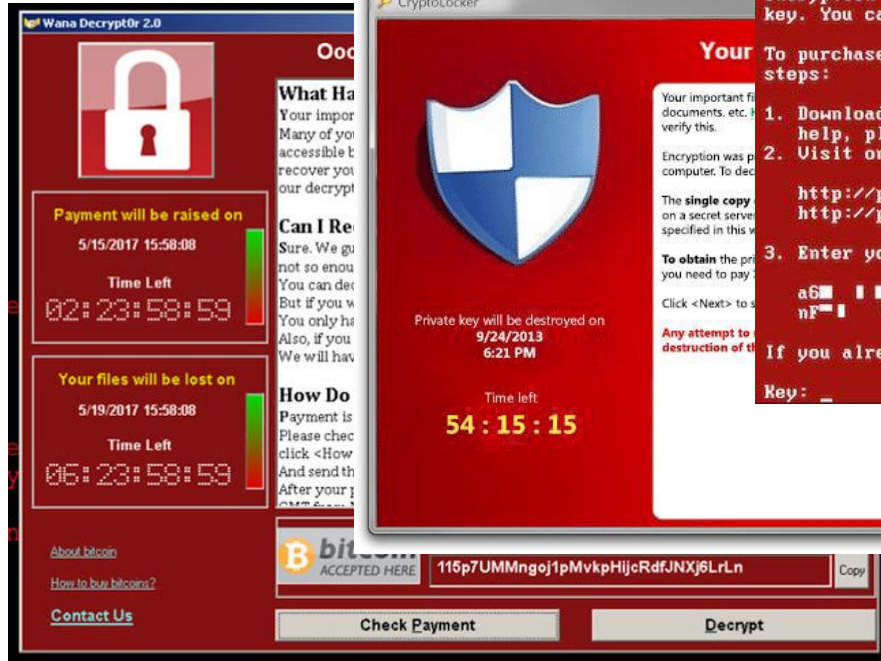 Wana Decrypt0r 2.0
Ooo
Payment will be raised on
5/15/2017 15:58:08
Time Left
02:23:58:59
Your files will be lost on
5/19/2017 15:58:08
Time Left
06:23:58:59
About bitcoin
How to buy bitcoins?
Contact Us
What Ha
Your impor
Many of you
accessible b
recover you
our decrypt
Can I Re
Sure. We gu
not so enou
You can dec
But if you w
You only ha
Also, if you
We will hav
How Do
Payment is
Please chec
click <How
And send th
After your p
bitcoin
ACCEPTED HERE
115p7UMMngoj1pMvkpHijcRdfJNXj6LrLn
Copy
Check Payment
Decrypt
CryptoLocker
Your
Private key will be destroyed on
9/24/2013
6:21 PM
Time left
54 : 15 : 15
Your important fi
documents. etc.
verify this.
Encryption was p
computer. To dec
The single copy
on a secret server
specified in this w
To obtain the pri
you need to pay
Click <Next> to s
Any attempt to
destruction of th
key. You ca
To purchase
steps:
1. Download
help, pl
2. Visit on
http://p
http://p
3. Enter yo
a6
nF
If you alre
Key: _